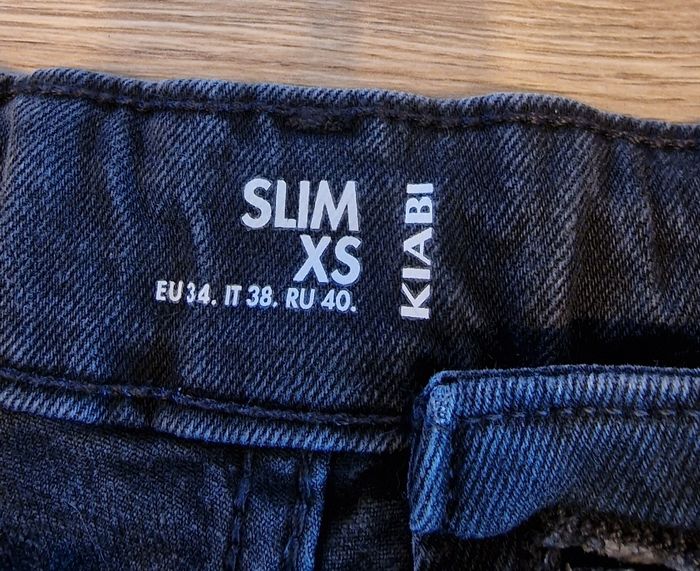 SLIM
XS
EU 34. IT 38. RU 40.
KIABI